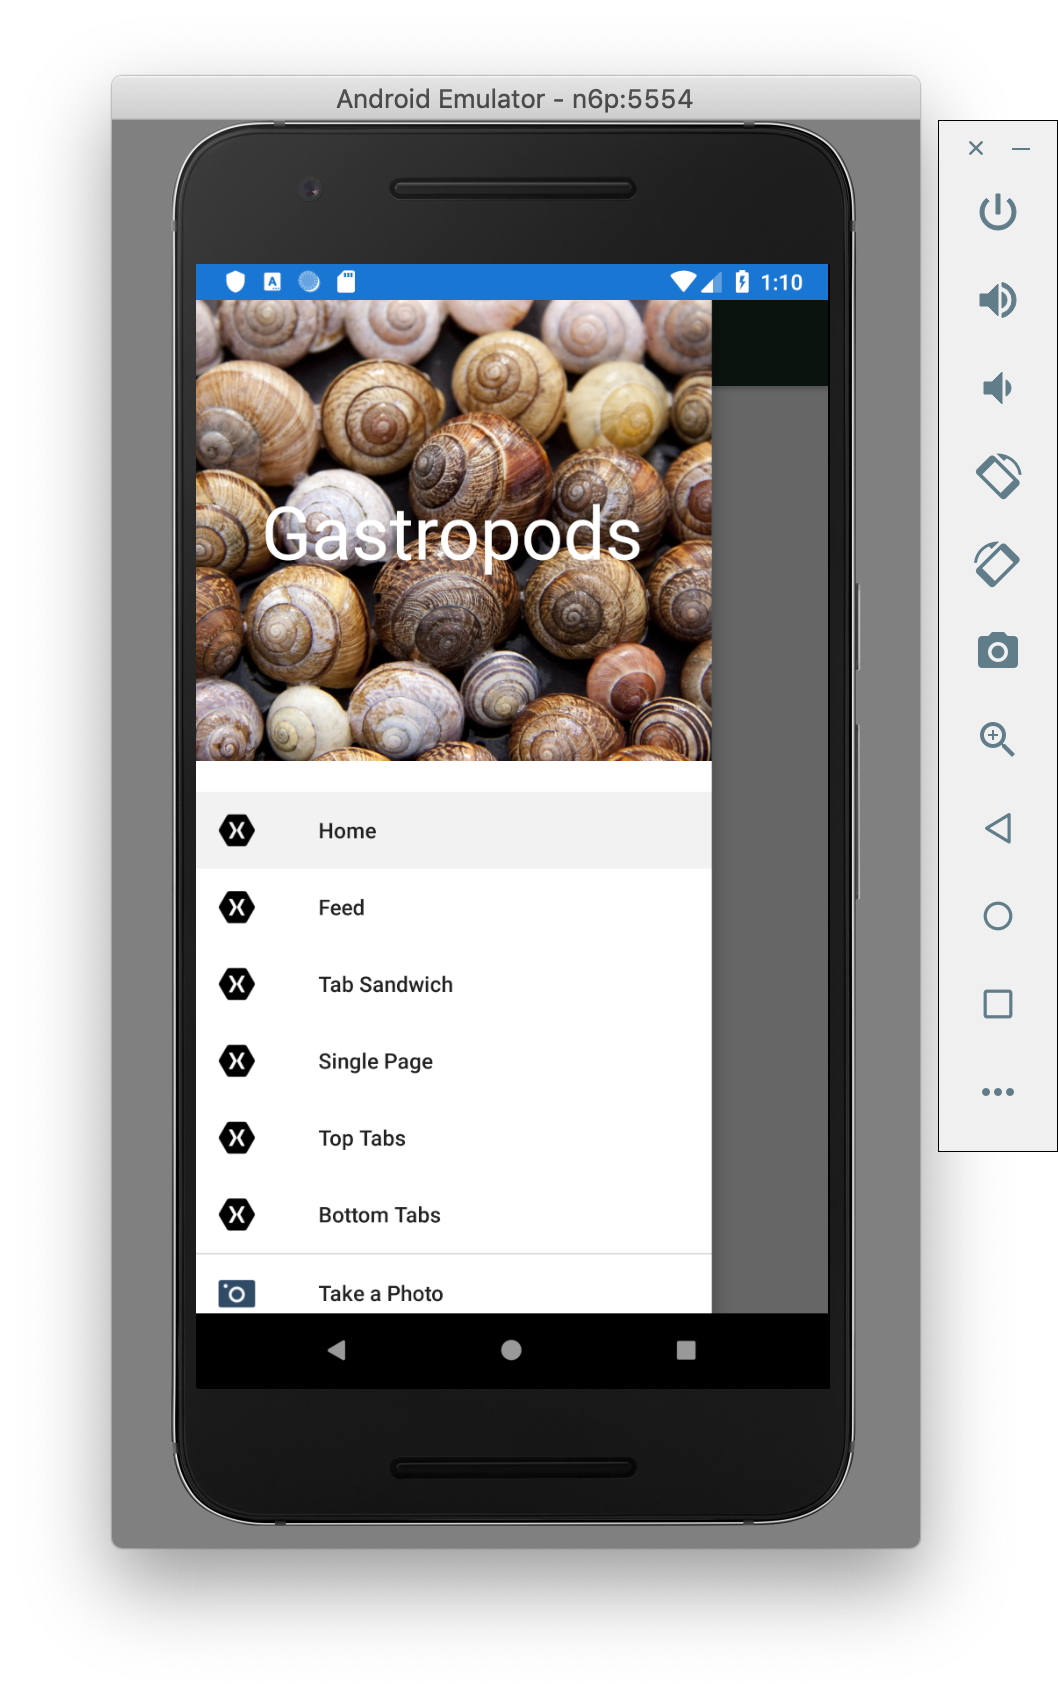 Android Emulator - n6p:5554
1:10
Gastropods
Home
Feed
Tab Sandwich
Single Page
Top Tabs
Bottom Tabs
Take a Photo